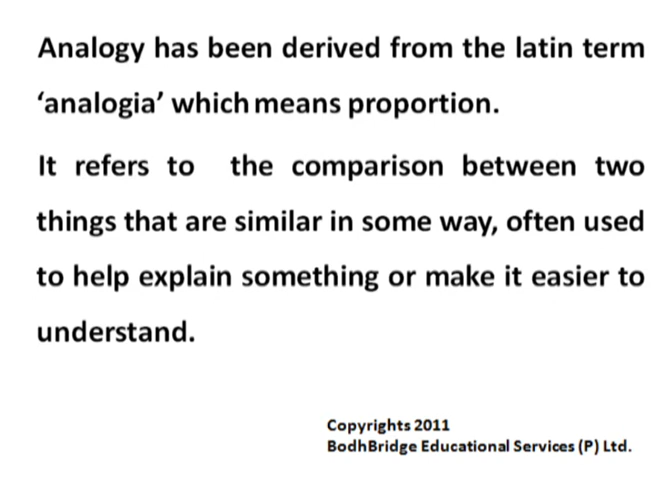 Analogy has been derived from the latin term
‘analogia’ which means proportion.
It refers to the comparison between two
things that are similar in some way, often used
to help explain something or make it easier to
understand.
Copyrights 2011
BodhBridge Educational Services (P) Ltd.